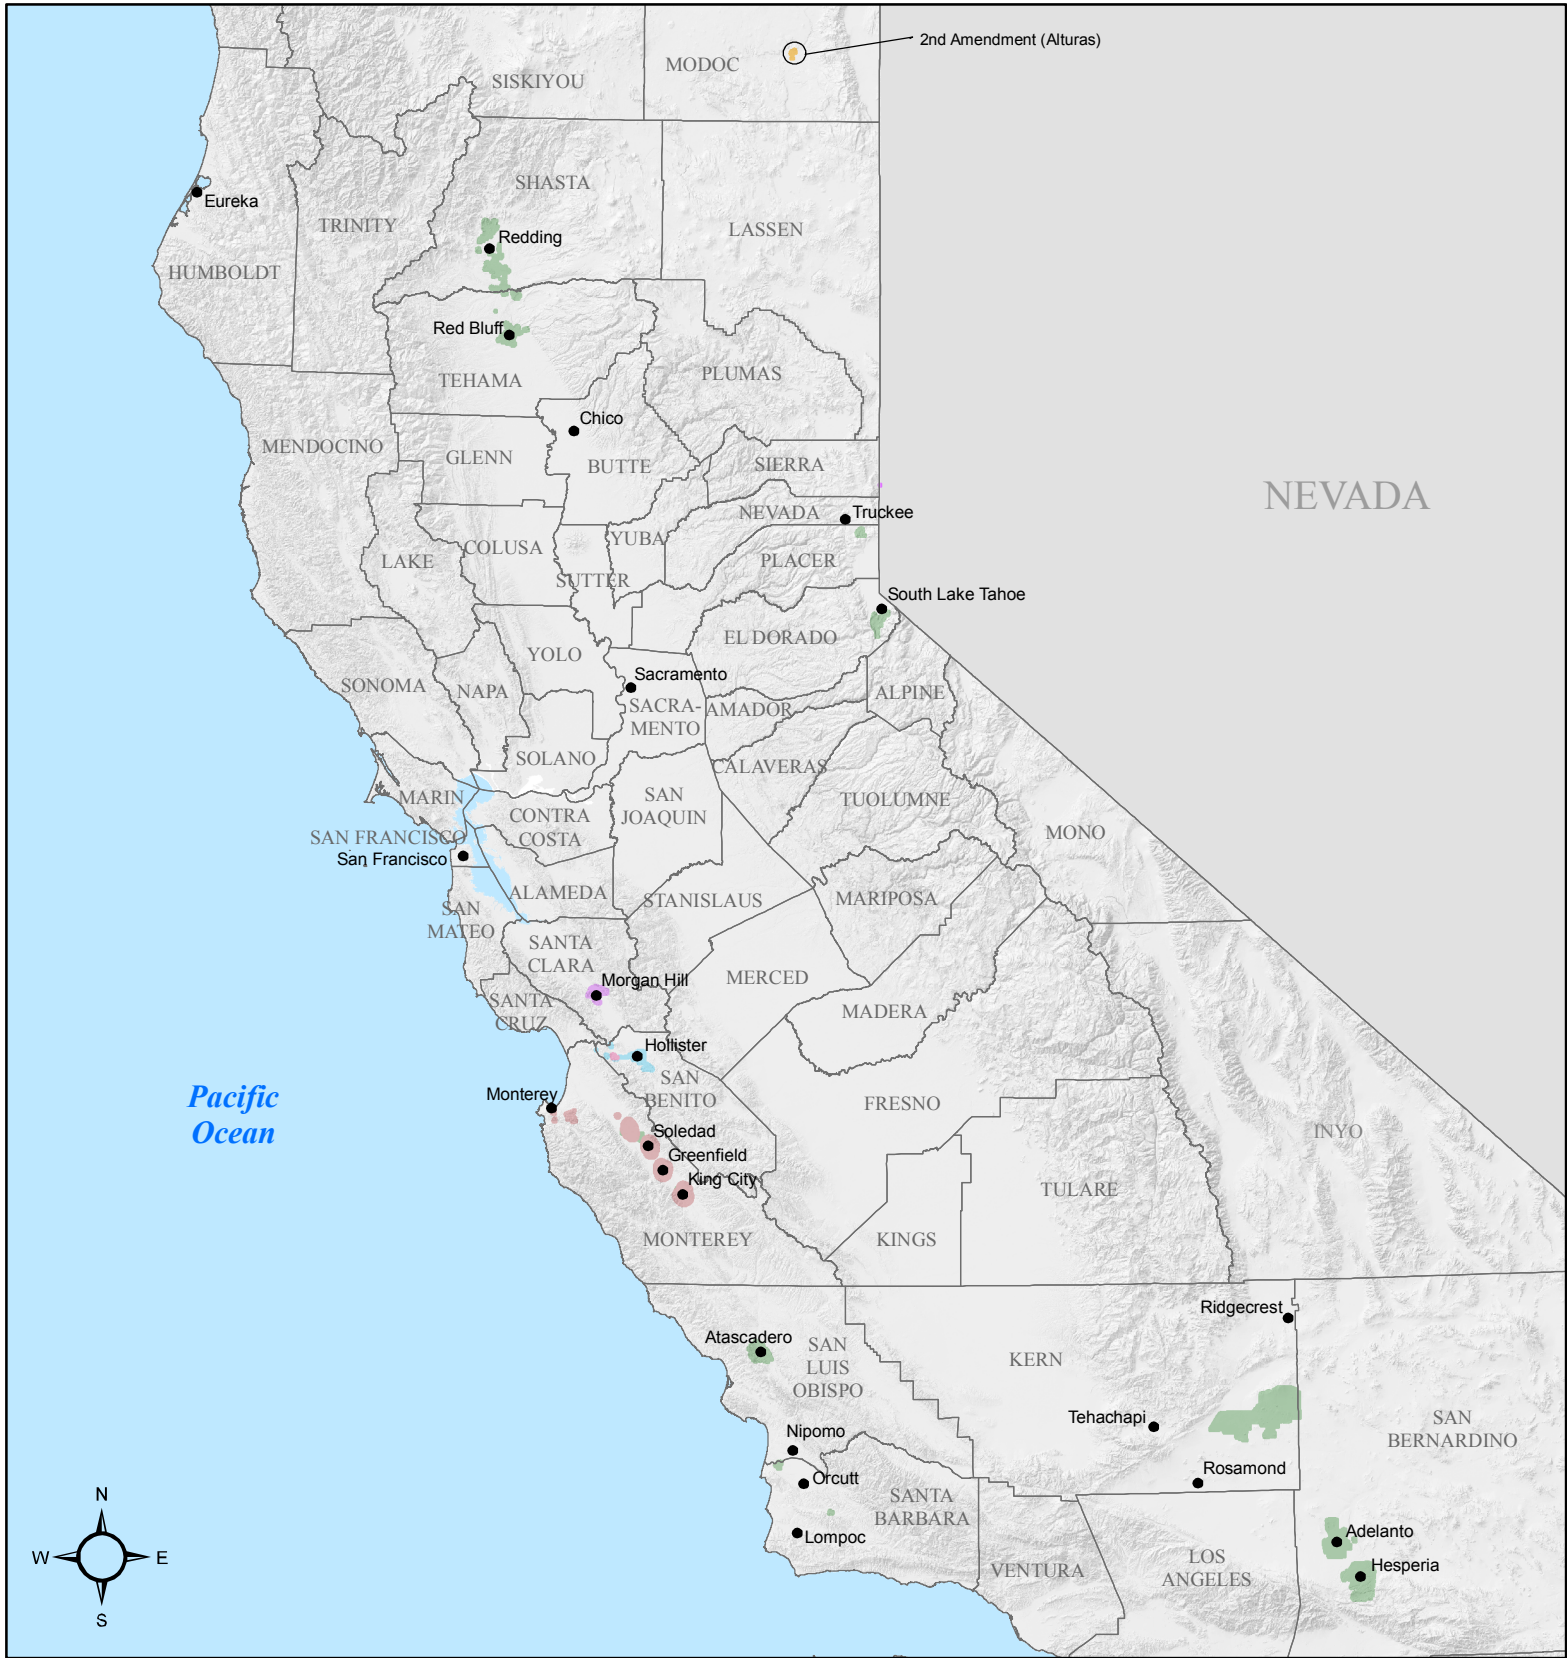 2nd Amendment (Alturas)
MODOC
SISKIYOU
SHASTA
Eureka
TRINITY
LASSEN
Redding
HUMBOLDT
Red Bluff
TEHAMA
PLUMAS
Chico
MENDOCINO
GLENN
BUTTE
SIERRA
NEVADA
NEVADA
Truckee
YUBA
COLUSA
LAKE
PLACER
SUTTER
South Lake Tahoe
EL DORADO
YOLO
Sacramento
SONOMA
NAPA
ALPINE
SACRA-
MENTO
AMADOR
SOLANO
CALAVERAS
MARIN
SAN
JOAQUIN
TUOLUMNE
CONTRA
COSTA
MONO
SAN FRANCISCO
San Francisco
ALAMEDA
STANISLAUS
MARIPOSA
SAN
MATEO
SANTA
CLARA
MERCED
Morgan Hill
SANTA
CRUZ
MADERA
Hollister
SAN
BENITO
Monterey
Pacific
Ocean
FRESNO
INYO
Soledad
Greenfield
King City
TULARE
MONTEREY
KINGS
Ridgecrest
Atascadero
SAN
LUIS
OBISPO
KERN
Tehachapi
SAN
BERNARDINO
Nipomo
Rosamond
Orcutt
SANTA
BARBARA
Lompoc
Adelanto
N
W
E
S
VENTURA
LOS
ANGELES
Hesperia